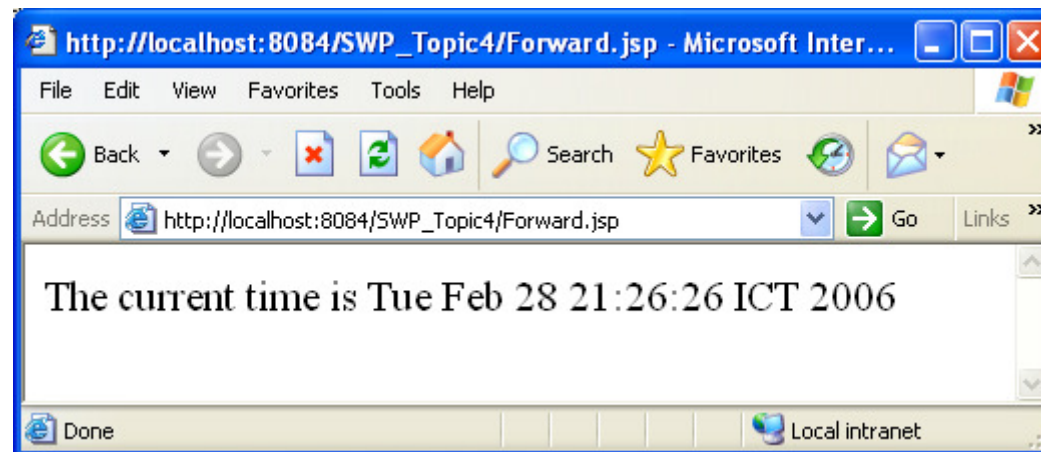 http://localhost:8084/SWP_Topic4/Forward.jsp - Microsoft Inter...
File Edit View Favorites Tools Help
Back Search Favorites
Address http://localhost:8084/SWP_Topic4/Forward.jsp Go Links
The current time is Tue Feb 28 21:26:26 ICT 2006
Done Local intranet